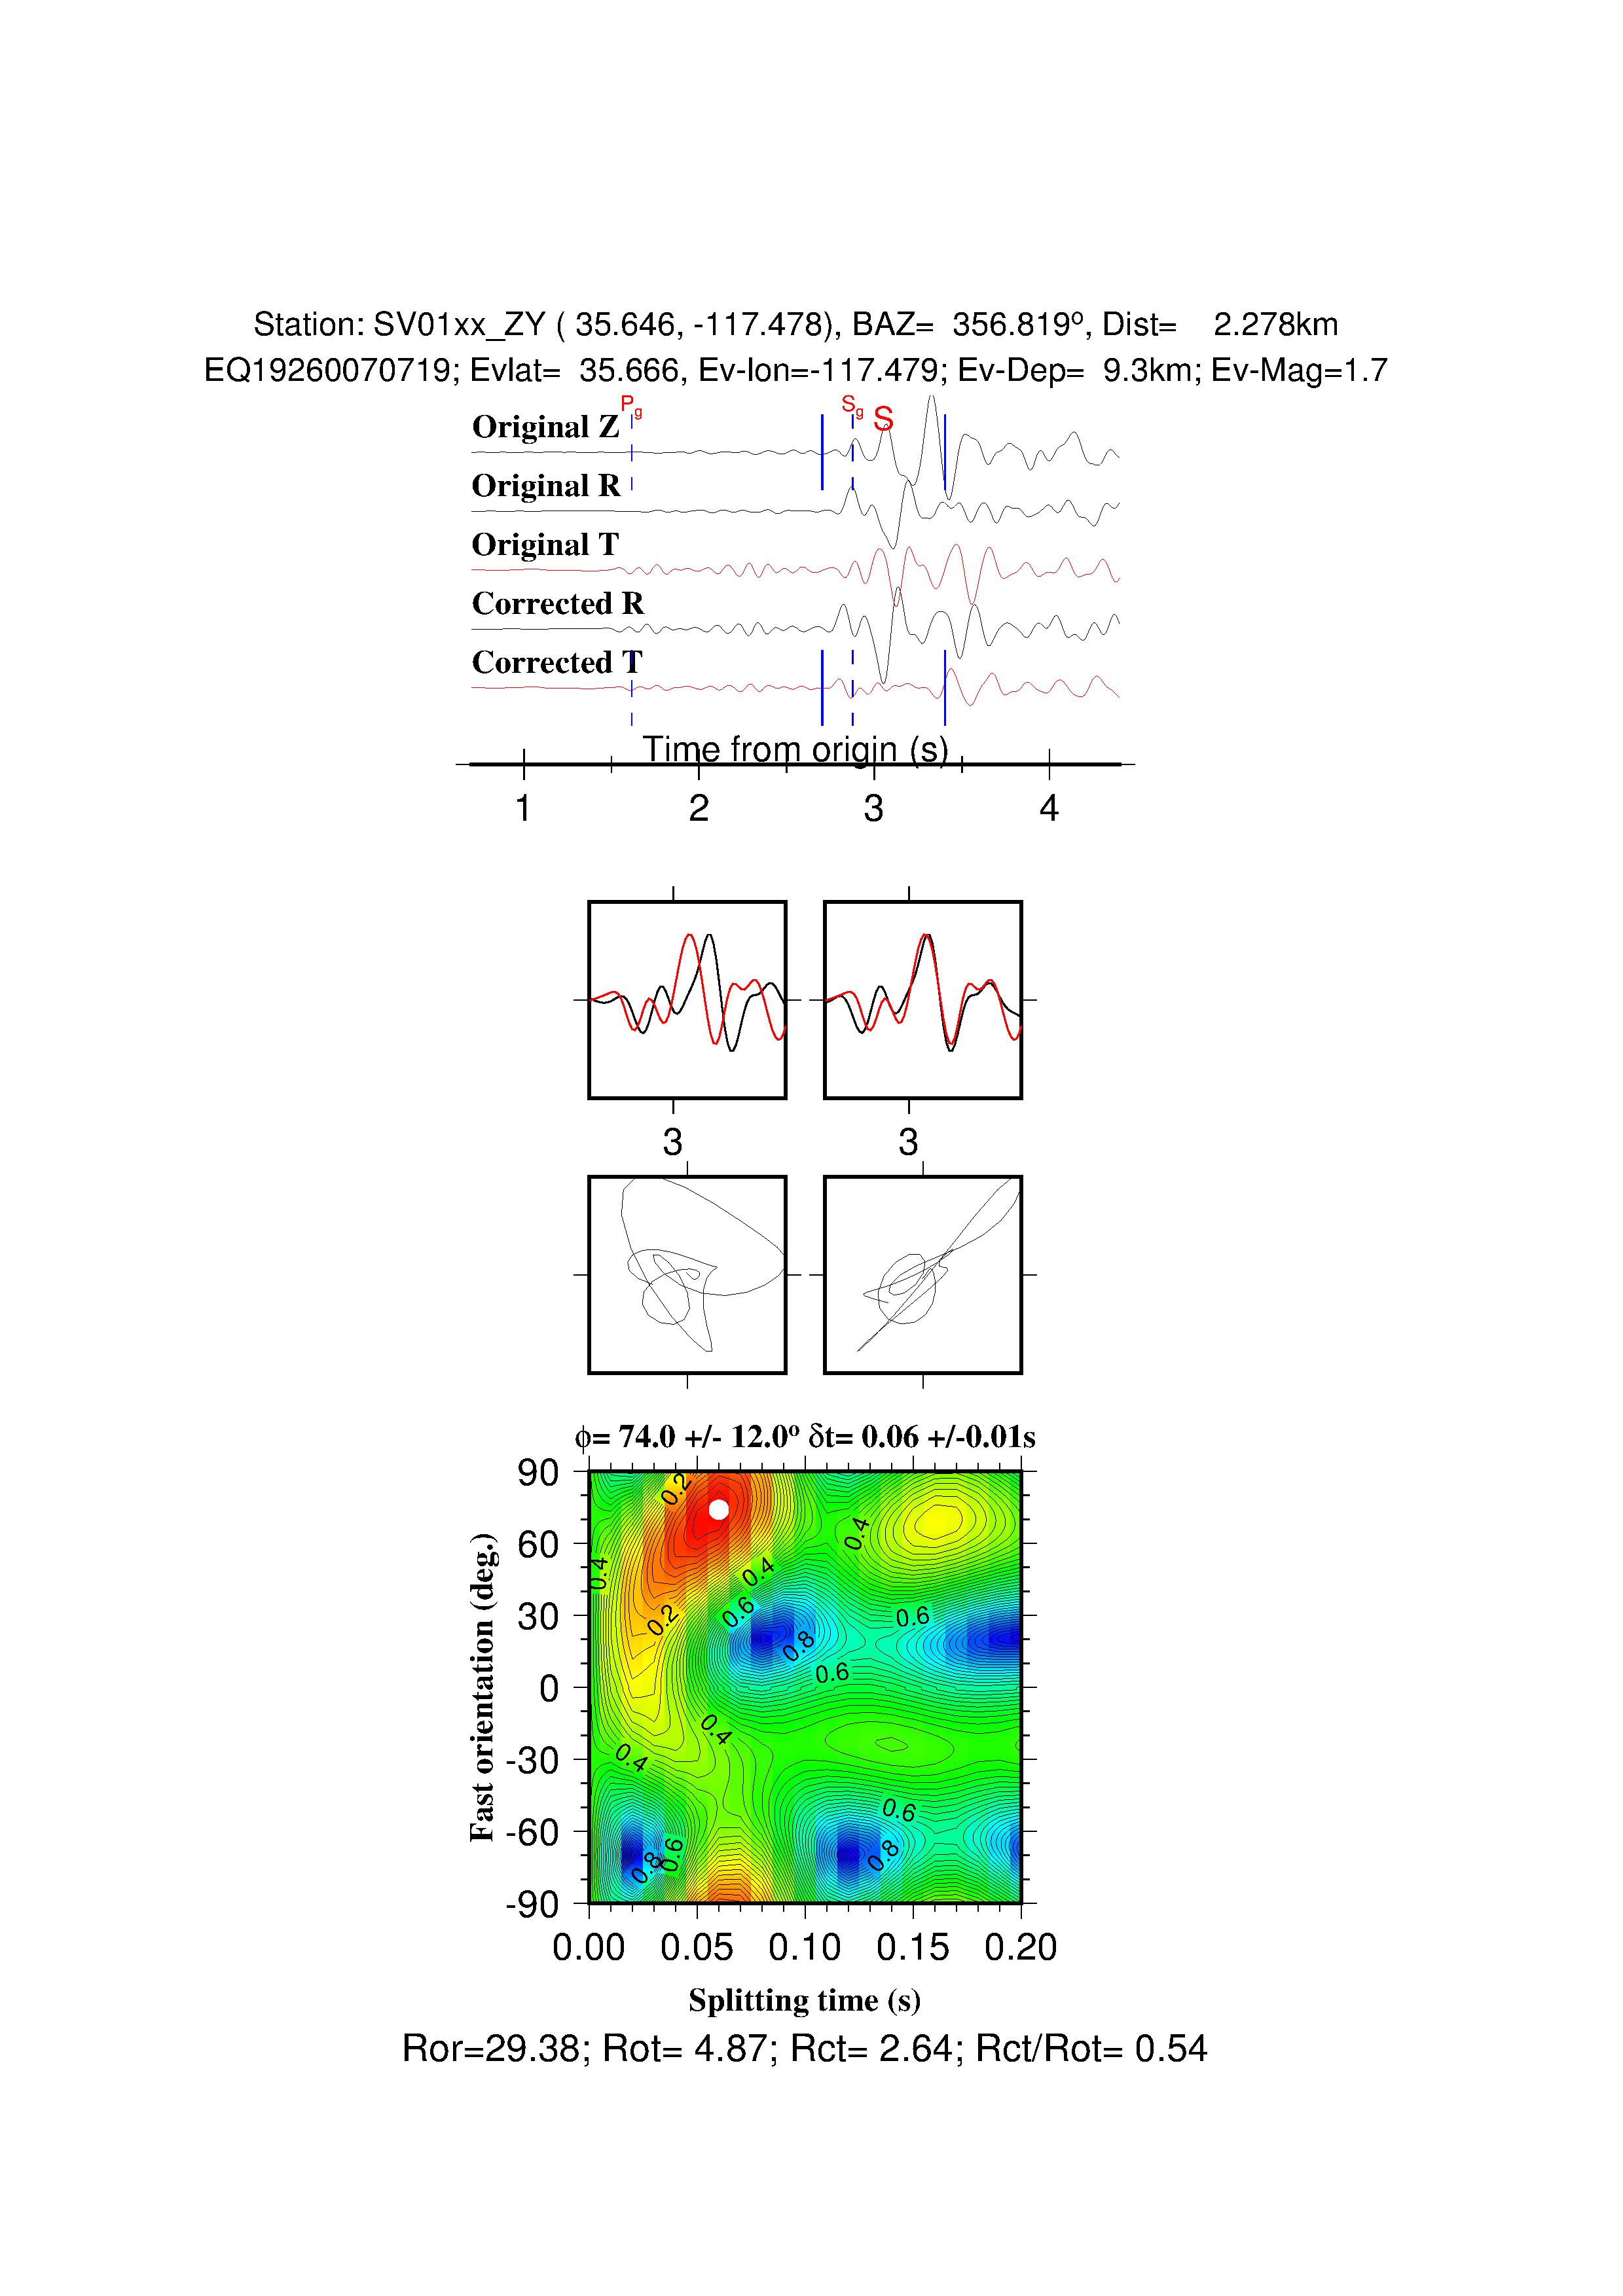 Station: SV01xx_ZY ( 35.646, -117.478), BAZ= 356.819º, Dist= 2.278km
EQ19260070719; Evlat= 35.666, Ev-lon=-117.479; Ev-Dep= 9.3km; Ev-Mag=1.7
Pg Sg S
Original Z
Original R
Original T
Corrected R
Corrected T
Time from origin (s)
1 2 3 4
3 3
ϕ= 74.0 +/- 12.0º δt= 0.06 +/-0.01s
Fast orientation (deg.)
90
60
30
0
-30
-60
-90
0.2
0.4
0.4
0.4
0.2
0.6
0.6
0.8
0.6
0.4
0.4
0.6
0.8
0.6
0.8
0.00 0.05 0.10 0.15 0.20
Splitting time (s)
Ror=29.38; Rot= 4.87; Rct= 2.64; Rct/Rot= 0.54